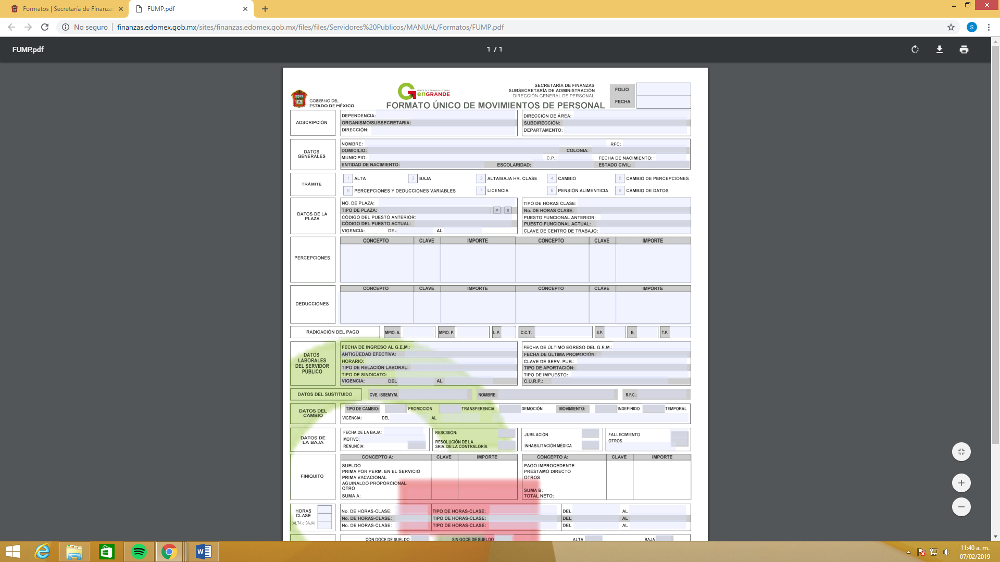 Formatos | Secretaría de Finanzas
FUMP.pdf
No seguro
finanzas.edomex.gob.mx/sites/finanzas.edomex.gob.mx/files/files/Servidores%20Publicos/MANUAL/Formatos/FUMP.pdf
S
FUMP.pdf
1 / 1
GOBIERNO DEL
ESTADO DE MÉXICO
enGRANDE
SECRETARÍA DE FINANZAS
SUBSECRETARÍA DE ADMINISTRACIÓN
DIRECCIÓN GENERAL DE PERSONAL
FORMATO ÚNICO DE MOVIMIENTOS DE PERSONAL
FOLIO
FECHA
ADSCRIPCIÓN
DEPENDENCIA:
ORGANISMO/SUBSECRETARIA:
DIRECCIÓN:
DIRECCIÓN DE ÁREA:
SUBDIRECCIÓN:
DEPARTAMENTO:
DATOS
GENERALES
NOMBRE: RFC:
DOMICILIO: COLONIA:
MUNICIPIO: C.P.: FECHA DE NACIMIENTO:
ENTIDAD DE NACIMIENTO: ESCOLARIDAD: ESTADO CIVIL:
TRÁMITE
1 ALTA 2 BAJA 3 ALTA/BAJA HR. CLASE 4 CAMBIO 5 CAMBIO DE PERCEPCIONES
6 PERCEPCIONES Y DEDUCCIONES VARIABLES 7 LICENCIA 8 PENSIÓN ALIMENTICIA 9 CAMBIO DE DATOS
DATOS DE LA
PLAZA
NO. DE PLAZA:
TIPO DE PLAZA: P S
CÓDIGO DEL PUESTO ANTERIOR:
CÓDIGO DEL PUESTO ACTUAL:
VIGENCIA: DEL AL
TIPO DE HORAS CLASE:
No. DE HORAS CLASE:
PUESTO FUNCIONAL ANTERIOR:
PUESTO FUNCIONAL ACTUAL:
CLAVE DE CENTRO DE TRABAJO:
PERCEPCIONES
CONCEPTO CLAVE IMPORTE CONCEPTO CLAVE IMPORTE
DEDUCCIONES
CONCEPTO CLAVE IMPORTE CONCEPTO CLAVE IMPORTE
RADICACIÓN DEL PAGO MPIO. A. MPIO. P. L.P. C.C.T. S.P. B. T.P.
DATOS
LABORALES
DEL SERVIDOR
PÚBLICO
FECHA DE INGRESO AL G.E.M.:
ANTIGÜEDAD EFECTIVA:
HORARIO:
TIPO DE RELACIÓN LABORAL:
TIPO DE SINDICATO:
VIGENCIA: DEL AL
FECHA DE ÚLTIMO EGRESO DEL G.E.M.:
FECHA DE ÚLTIMA PROMOCIÓN:
CLAVE DE SERV. PUB.:
TIPO DE APORTACIÓN:
TIPO DE IMPUESTO:
C.U.R.P.:
DATOS DEL SUSTITUIDO CVE. ISSEMYM. NOMBRE: R.F.C.:
DATOS DEL
CAMBIO
TIPO DE CAMBIO: PROMOCIÓN TRANSFERENCIA DEMOCIÓN MOVIMIENTO: INDEFINIDO TEMPORAL
VIGENCIA: DEL AL
DATOS DE
LA BAJA
FECHA DE LA BAJA:
MOTIVO:
RENUNCIA:
RESCISIÓN:
RESOLUCIÓN DE LA
SRIA. DE LA CONTRALORÍA
JUBILACIÓN
INHABILITACIÓN MÉDICA
FALLECIMIENTO
OTROS
FINIQUITO
CONCEPTO A: CLAVE IMPORTE
SUELDO
PRIMA POR PERM. EN EL SERVICIO
PRIMA VACACIONAL
AGUINALDO PROPORCIONAL
OTRO
SUMA A:
CONCEPTO A: CLAVE IMPORTE
PAGO IMPROCEDENTE
PRÉSTAMO DIRECTO
OTROS
SUMA B:
TOTAL NETO:
HORAS
CLASE
(ALTA o BAJA)
No. DE HORAS-CLASE: TIPO DE HORAS-CLASE: DEL AL
No. DE HORAS-CLASE: TIPO DE HORAS-CLASE: DEL AL
No. DE HORAS-CLASE: TIPO DE HORAS-CLASE: DEL AL
CON GOCE DE SUELDO SIN GOCE DE SUELDO ALTA BAJA
11:40 a. m.
07/02/2019